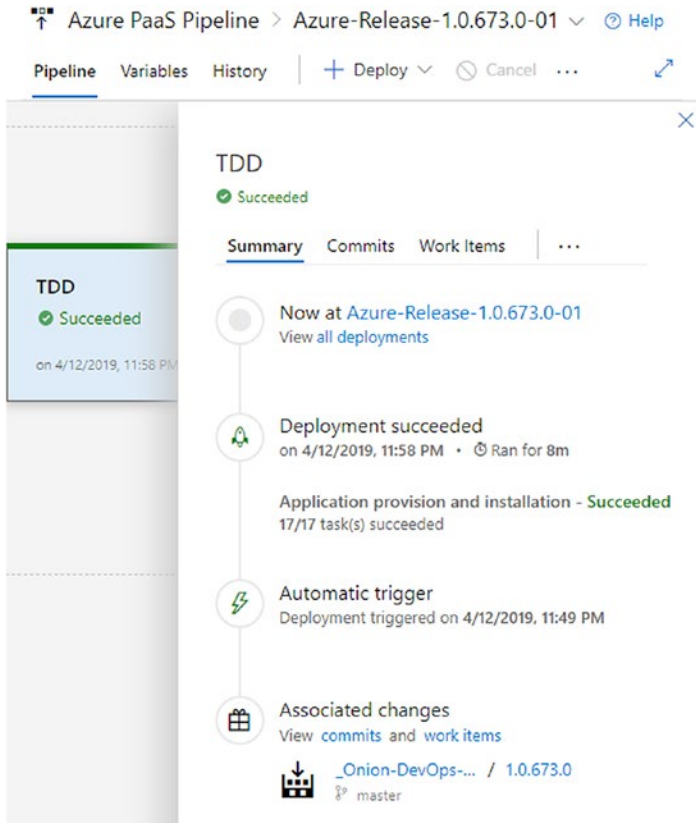 Azure PaaS Pipeline > Azure-Release-1.0.673.0-01 Help
Pipeline Variables History + Deploy Cancel ...
TDD
Succeeded
on 4/12/2019, 11:58 PM
TDD
Succeeded
Summary Commits Work Items ...
Now at Azure-Release-1.0.673.0-01
View all deployments
Deployment succeeded
on 4/12/2019, 11:58 PM • Ran for 8m
Application provision and installation - Succeeded
17/17 task(s) succeeded
Automatic trigger
Deployment triggered on 4/12/2019, 11:49 PM
Associated changes
View commits and work items
_Onion-DevOps-... / 1.0.673.0
master